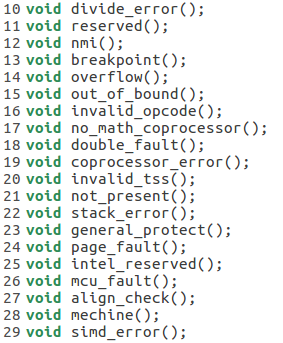 10 void divide_error();
11 void reserved();
12 void nmi();
13 void breakpoint();
14 void overflow();
15 void out_of_bound();
16 void invalid_opcode();
17 void no_math_coprocessor();
18 void double_fault();
19 void coprocessor_error();
20 void invalid_tss();
21 void not_present();
22 void stack_error();
23 void general_protect();
24 void page_fault();
25 void intel_reserved();
26 void mcu_fault();
27 void align_check();
28 void mechine();
29 void simd_error();